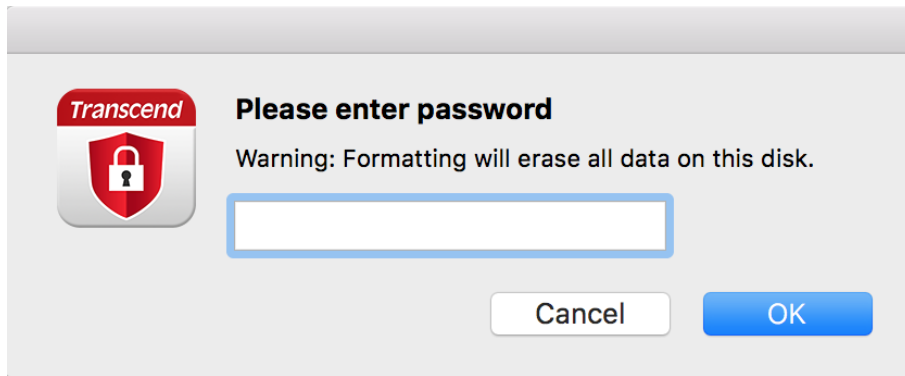 Transcend
Please enter password
Warning: Formatting will erase all data on this disk.
Cancel
OK